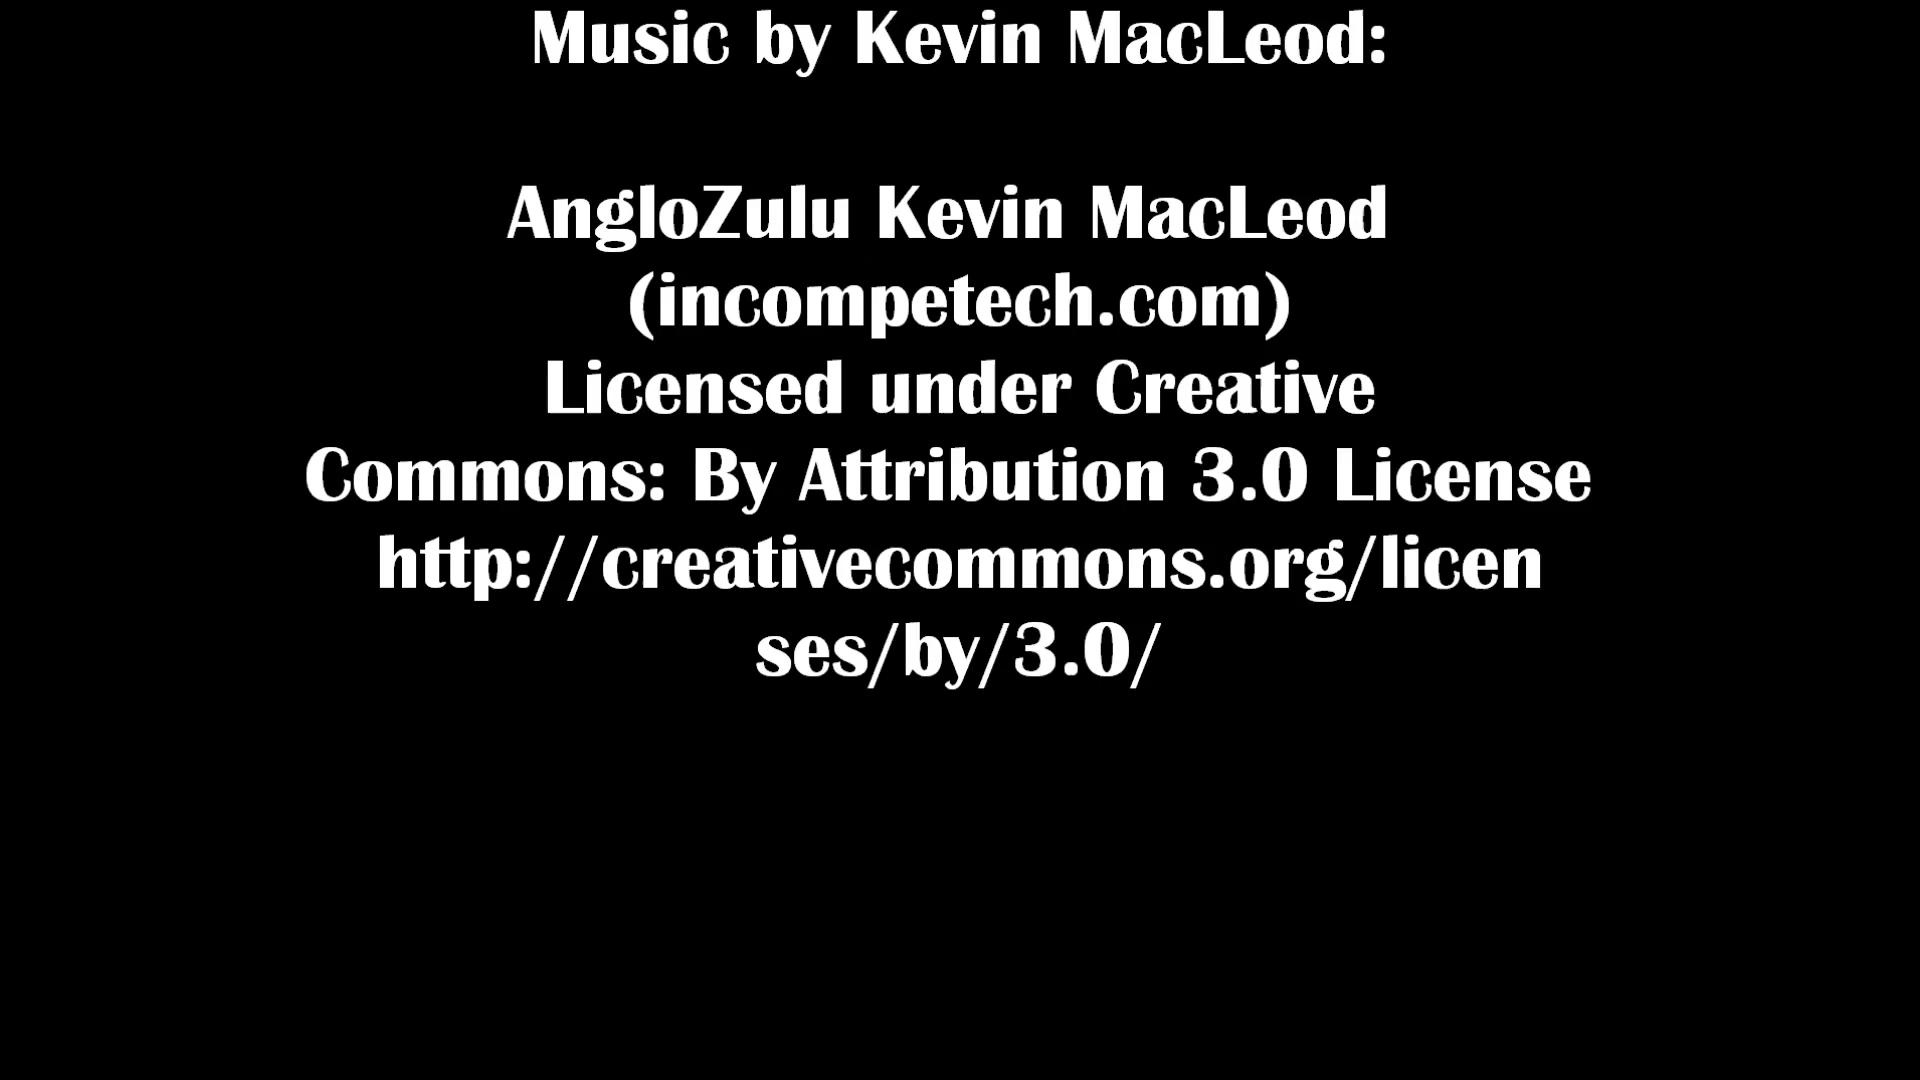 Music by Kevin MacLeod:
AngloZulu Kevin MacLeod
(incompetech.com)
Licensed under Creative
Commons: By Attribution 3.0 License
http://creativecommons.org/licen
ses/by/3.0/